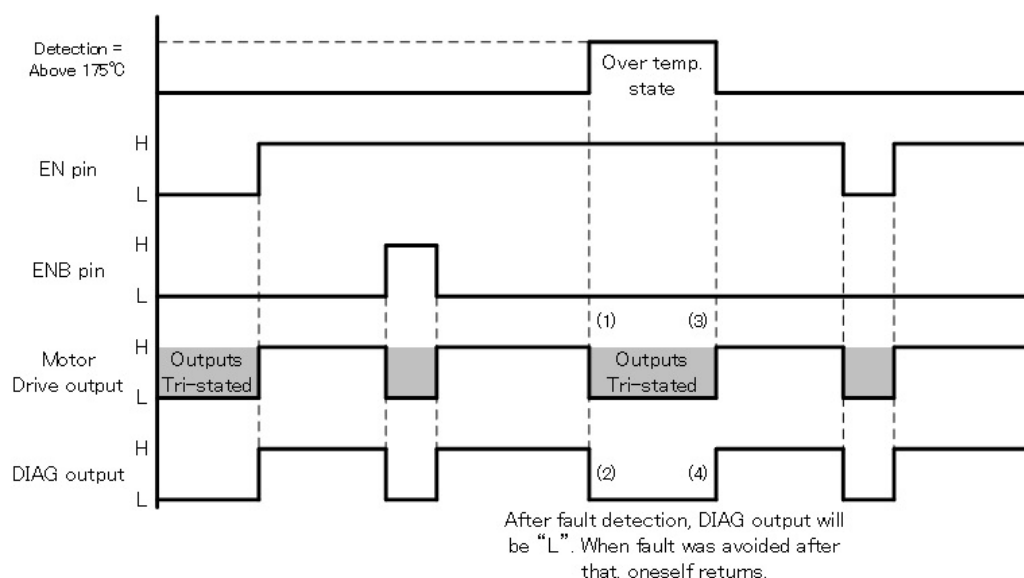 Detection =
Above 175℃
Over temp.
state
H
EN pin
L
H
ENB pin
L
(1)
(3)
Motor
Drive output
H
L
Outputs
Tri-stated
Outputs
Tri-stated
H
DIAG output
L
(2)
(4)
After fault detection, DIAG output will
be “L”. When fault was avoided after
that, oneself returns.